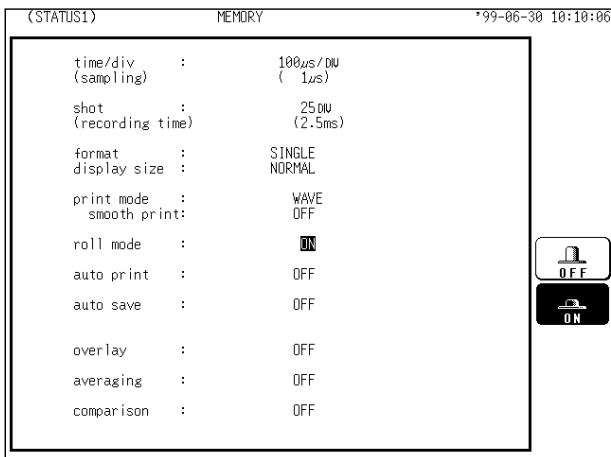 (STATUS1) MEMORY '99-06-30 10:10:06
time/div : 100µs/DIV
(sampling) ( 1µs)
shot : 25DIV
(recording time) (2.5ms)
format : SINGLE
display size : NORMAL
print mode : WAVE
smooth print: OFF
roll mode : ON
auto print : OFF
auto save : OFF
overlay : OFF
averaging : OFF
comparison : OFF
OFF
ON